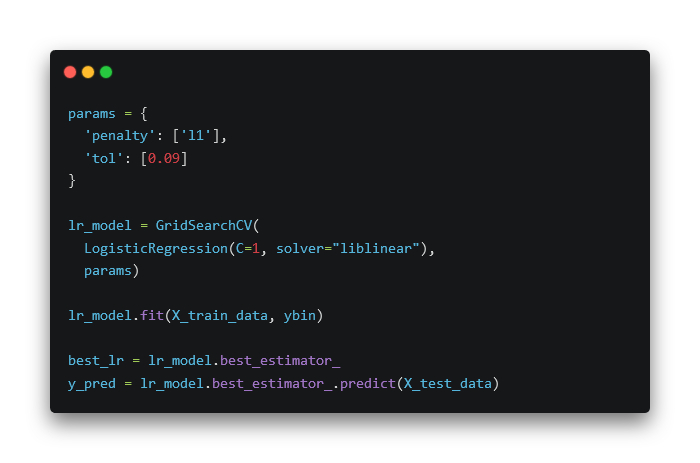 params = {
  'penalty': ['l1'],
  'tol': [0.09]
}
lr_model = GridSearchCV(
  LogisticRegression(C=1, solver="liblinear"),
  params)
lr_model.fit(X_train_data, ybin)
best_lr = lr_model.best_estimator_
y_pred = lr_model.best_estimator_.predict(X_test_data)